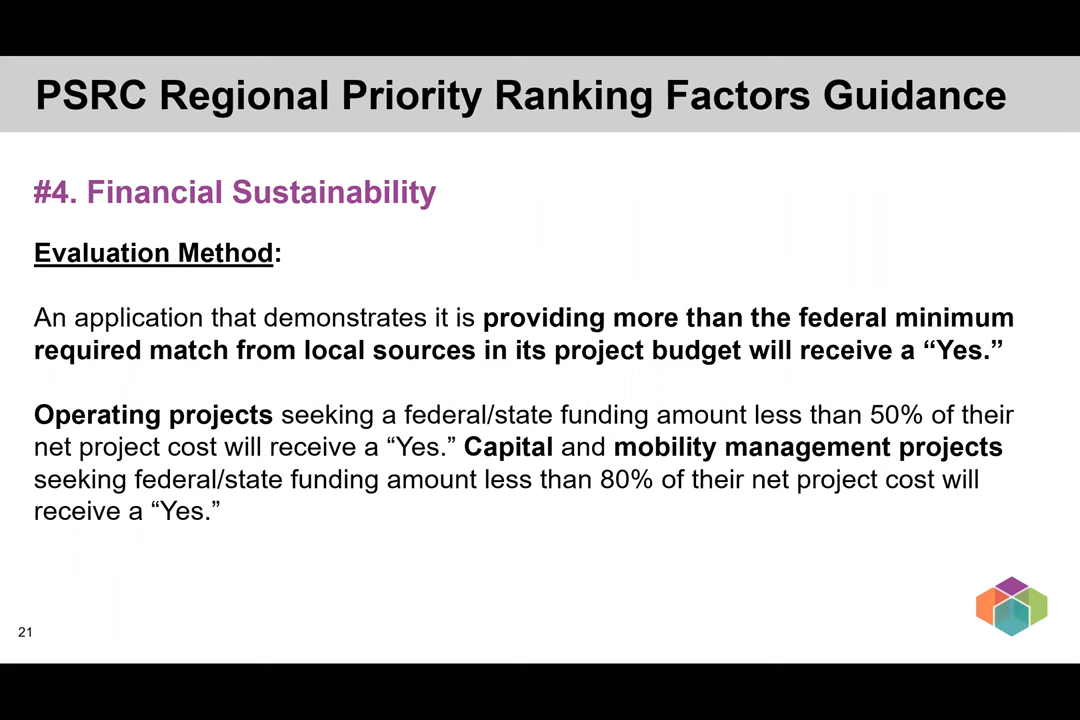 PSRC Regional Priority Ranking Factors Guidance
#4. Financial Sustainability
Evaluation Method:
An application that demonstrates it is providing more than the federal minimum
required match from local sources in its project budget will receive a “Yes.”
Operating projects seeking a federal/state funding amount less than 50% of their
net project cost will receive a “Yes.” Capital and mobility management projects
seeking federal/state funding amount less than 80% of their net project cost will
receive a “Yes.”
21